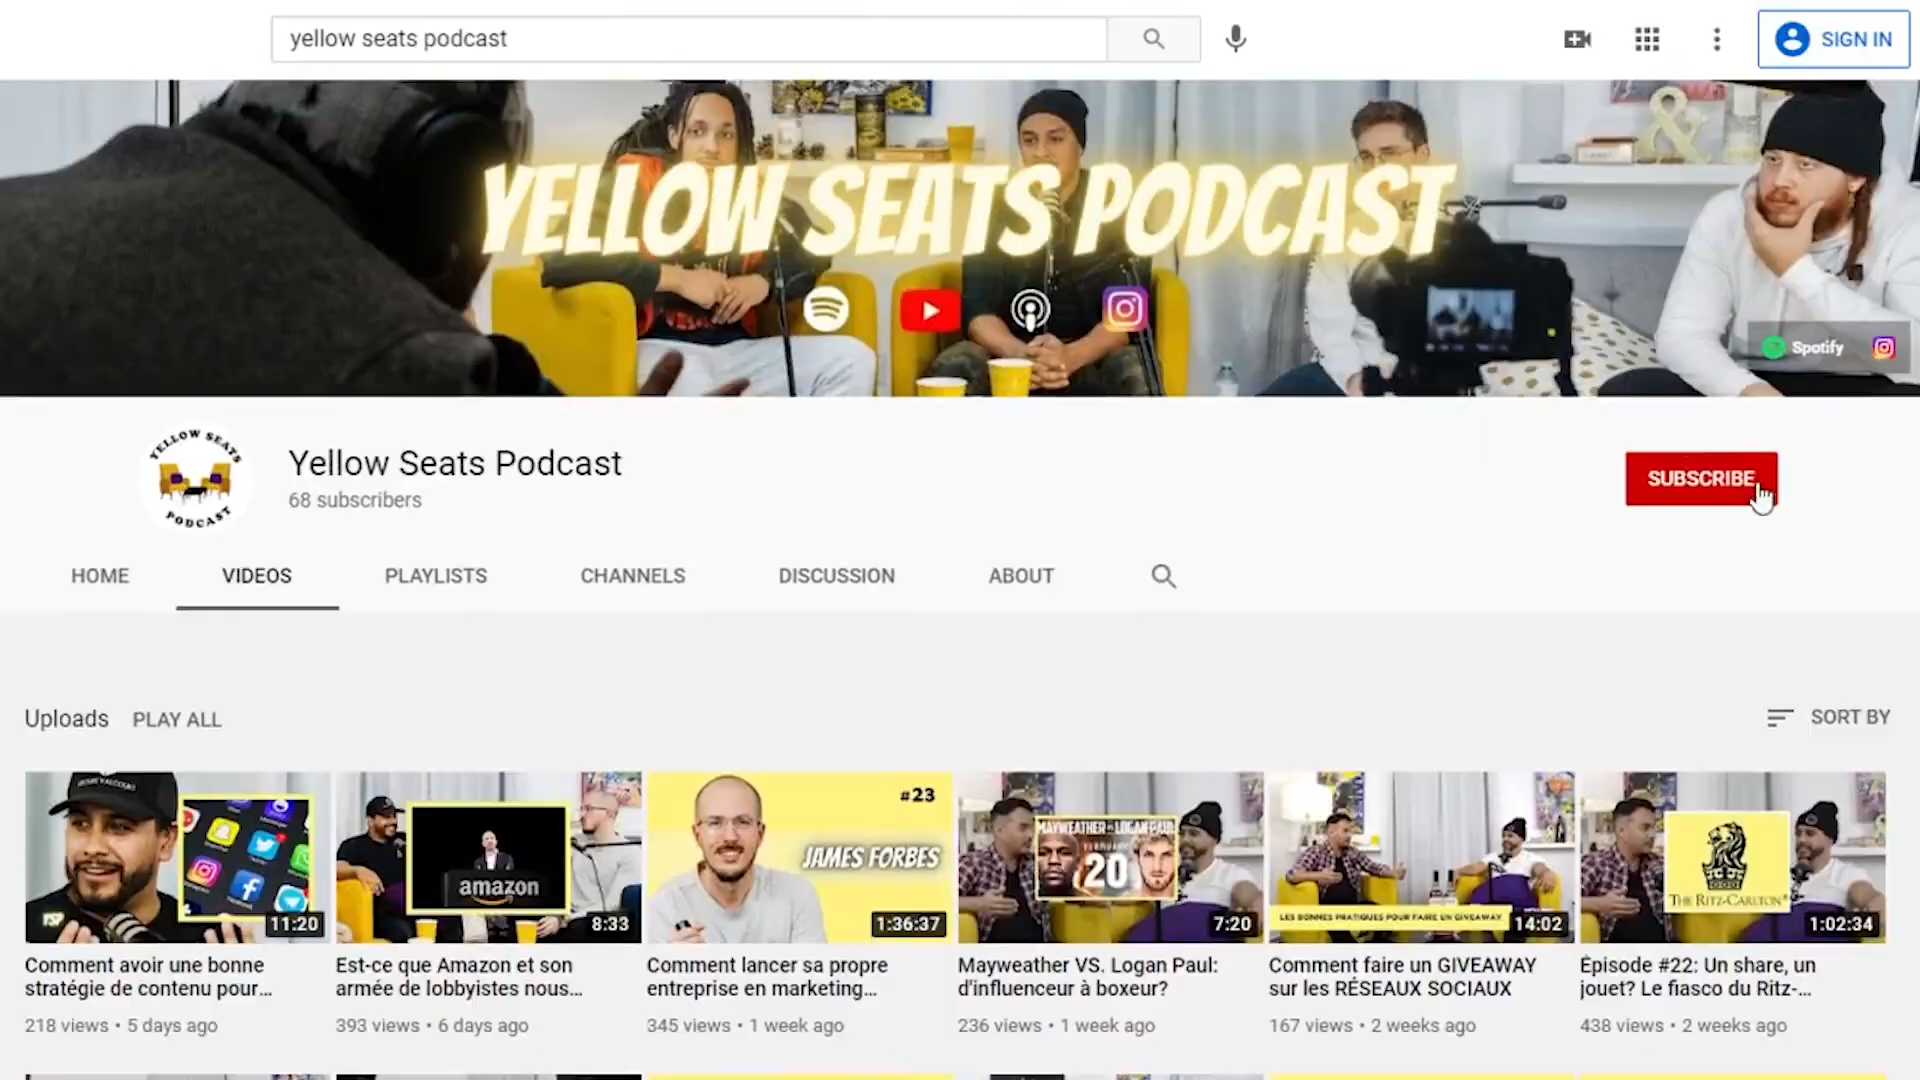 yellow seats podcast
SIGN IN
YELLOW SEATS PODCAST
Spotify
YELLOW SEATS
PODCAST
Yellow Seats Podcast
68 subscribers
SUBSCRIBE
HOME
VIDEOS
PLAYLISTS
CHANNELS
DISCUSSION
ABOUT
Uploads
PLAY ALL
SORT BY
YSP
11:20
amazon
8:33
#23
JAMES FORBES
1:36:37
MAYWEATHER VS LOGAN PAUL
FEBRUARY
20
7:20
LES BONNES PRATIQUES POUR FAIRE UN GIVEAWAY
14:02
THE RITZ-CARLTON
1:02:34
Comment avoir une bonne
stratégie de contenu pour...
218 views • 5 days ago
Est-ce que Amazon et son
armée de lobbyistes nous...
393 views • 6 days ago
Comment lancer sa propre
entreprise en marketing...
345 views • 1 week ago
Mayweather VS. Logan Paul:
d'influenceur à boxeur?
236 views • 1 week ago
Comment faire un GIVEAWAY
sur les RÉSEAUX SOCIAUX
167 views • 2 weeks ago
Épisode #22: Un share, un
jouet? Le fiasco du Ritz-...
438 views • 2 weeks ago